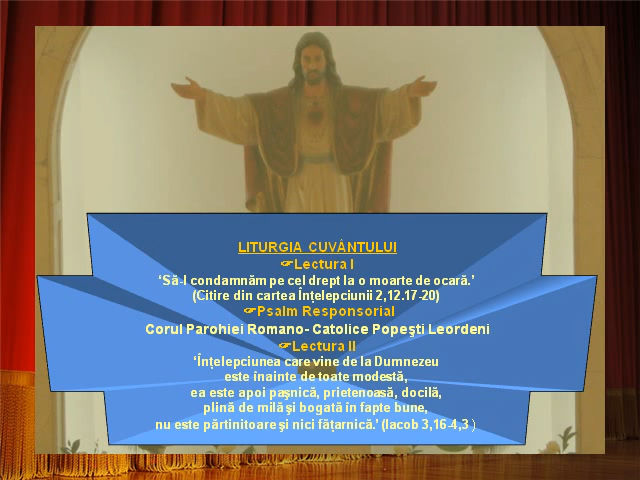 LITURGIA CUVÂNTULUI
☞Lectura I
‘Să-l condamnăm pe cel drept la o moarte de ocară.’
(Citire din cartea Înţelepciunii 2,12.17-20)
☞Psalm Responsorial
Corul Parohiei Romano- Catolice Popeşti Leordeni
☞Lectura II
‘Înţelepciunea care vine de la Dumnezeu
este înainte de toate modestă,
ea este apoi paşnică, prietenoasă, docilă,
plină de milă şi bogată în fapte bune,
nu este părtinitoare şi nici făţarnică.’ (Iacob 3,16-4,3 )